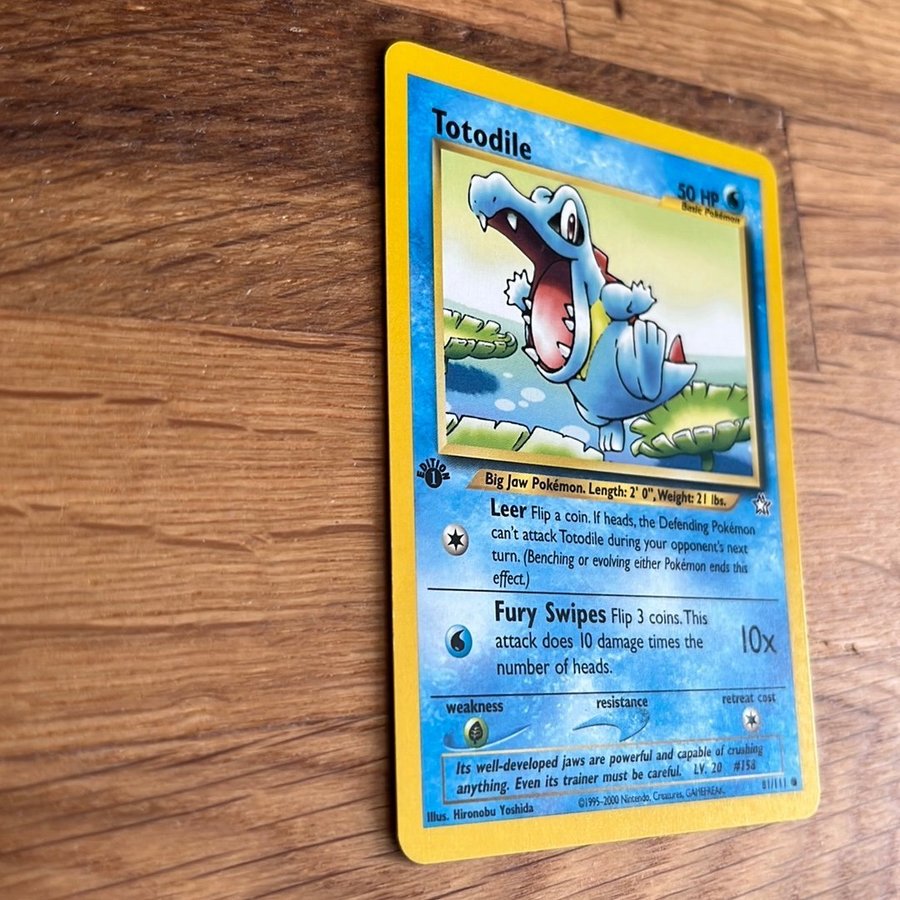 Totodile
50 HP
Basic Pokémon
EDITION
1
Big Jaw Pokémon. Length: 2' 0", Weight: 21 lbs.
Leer Flip a coin. If heads, the Defending Pokémon
can't attack Totodile during your opponent's next
turn. (Benching or evolving either Pokémon ends this
effect.)
Fury Swipes Flip 3 coins. This
attack does 10 damage times the
number of heads.
10x
weakness
resistance
retreat cost
Its well-developed jaws are powerful and capable of crushing
anything. Even its trainer must be careful. LV. 20 #158
Illus. Hironobu Yoshida
©1995-2000 Nintendo, Creatures, GAMEFREAK.
81/111